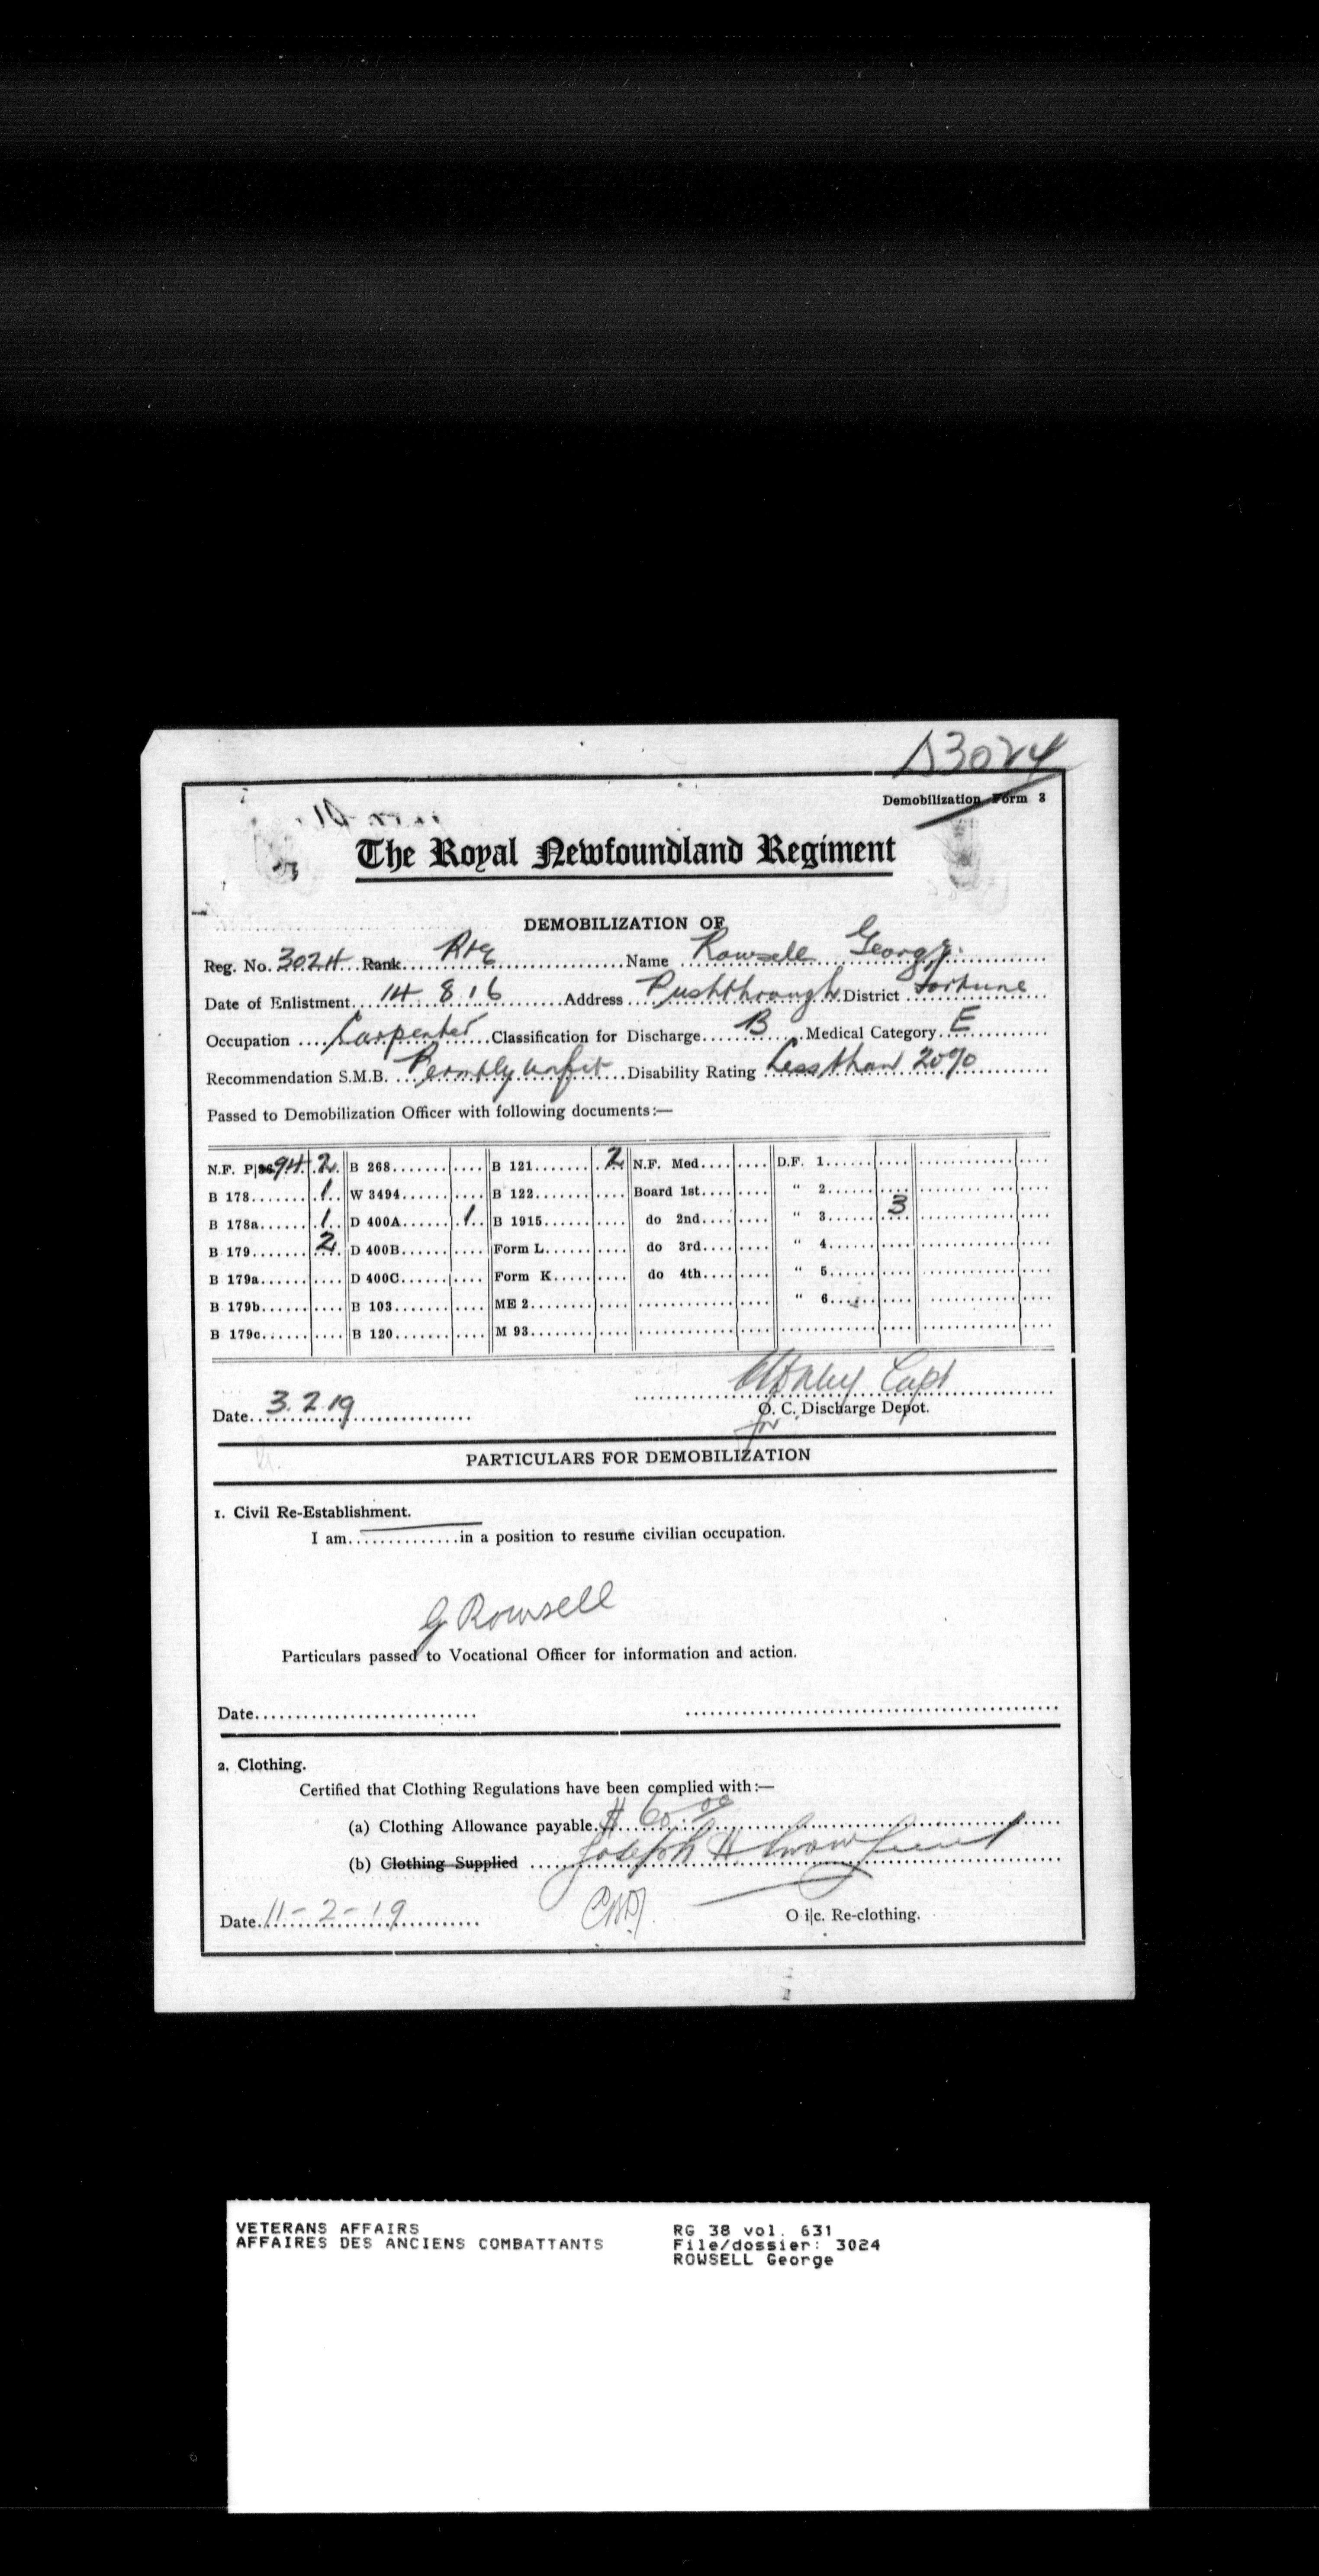 D3024
Demobilization Form 3
The Royal Newfoundland Regiment
DEMOBILIZATION OF
Reg. No. 3024 Rank Pte Name Rowsell George
Date of Enlistment 14 8 16 Address Pushthrough District Fortune
Occupation Carpenter Classification for Discharge B Medical Category E
Recommendation S.M.B. Permtly unfit Disability Rating Less than 20%
Passed to Demobilization Officer with following documents:—
N.F. P|36 94 2 B 268 B 121 2 N.F. Med. D.F. 1
B 178 1 W 3494 B 122 Board 1st " 2
B 178a 1 D 400A 1 B 1915 do 2nd " 3 3
B 179 2 D 400B Form L do 3rd " 4
B 179a D 400C Form K do 4th " 5
B 179b B 103 ME 2 " 6
B 179c B 120 M 93
Date 3.2.19 Capt
O. C. Discharge Depot.
for
PARTICULARS FOR DEMOBILIZATION
1. Civil Re-Establishment.
I am in a position to resume civilian occupation.
G Rowsell
Particulars passed to Vocational Officer for information and action.
Date
2. Clothing.
Certified that Clothing Regulations have been complied with:—
(a) Clothing Allowance payable $ 60.00
(b) Clothing Supplied Joseph H
Date 11-2-19 O i|c. Re-clothing.
VETERANS AFFAIRS RG 38 vol. 631
AFFAIRES DES ANCIENS COMBATTANTS File/dossier: 3024
ROWSELL George